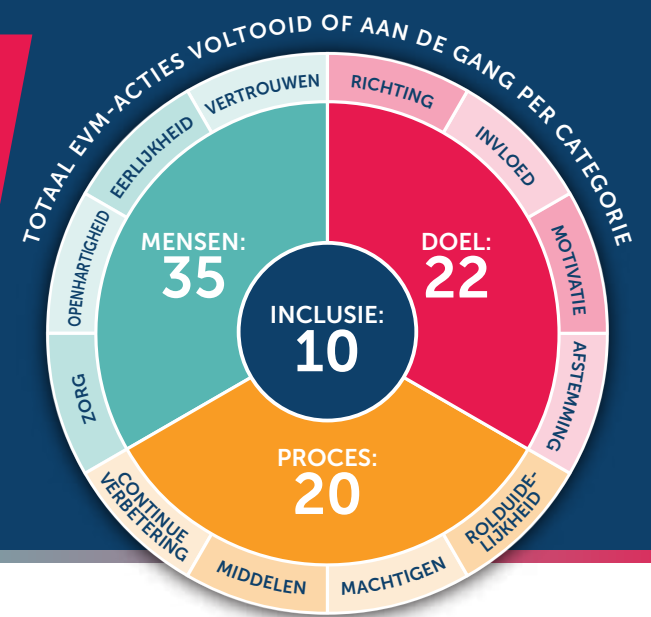 TOTAAL EVM-ACTIES VOLTOOID OF AAN DE GANG PER CATEGORIE
VERTROUWEN
RICHTING
EERLIJKHEID
INVLOED
OPENHARTIGHEID
MOTIVATIE
MENSEN:
35
DOEL:
22
INCLUSIE:
10
ZORG
AFSTEMMING
PROCES:
20
CONTINUE
VERBETERING
ROLDUIDE-
LIJKHEID
MIDDELEN
MACHTIGEN